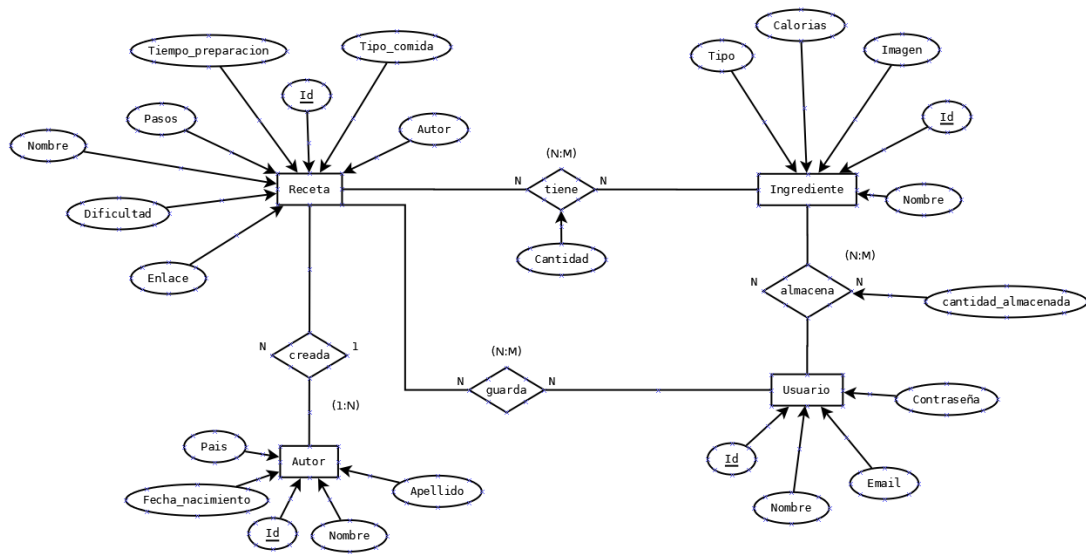 Tiempo_preparacion
Tipo_comida
Id
Pasos
Autor
Nombre
Receta
Dificultad
Enlace
(N:M)
N
tiene
N
Cantidad
Calorias
Tipo
Imagen
Id
Ingrediente
Nombre
(N:M)
N
almacena
N
cantidad_almacenada
N
creada
1
(1:N)
(N:M)
N
guarda
N
Usuario
Contraseña
Id
Email
Nombre
Pais
Autor
Fecha_nacimiento
Apellido
Id
Nombre